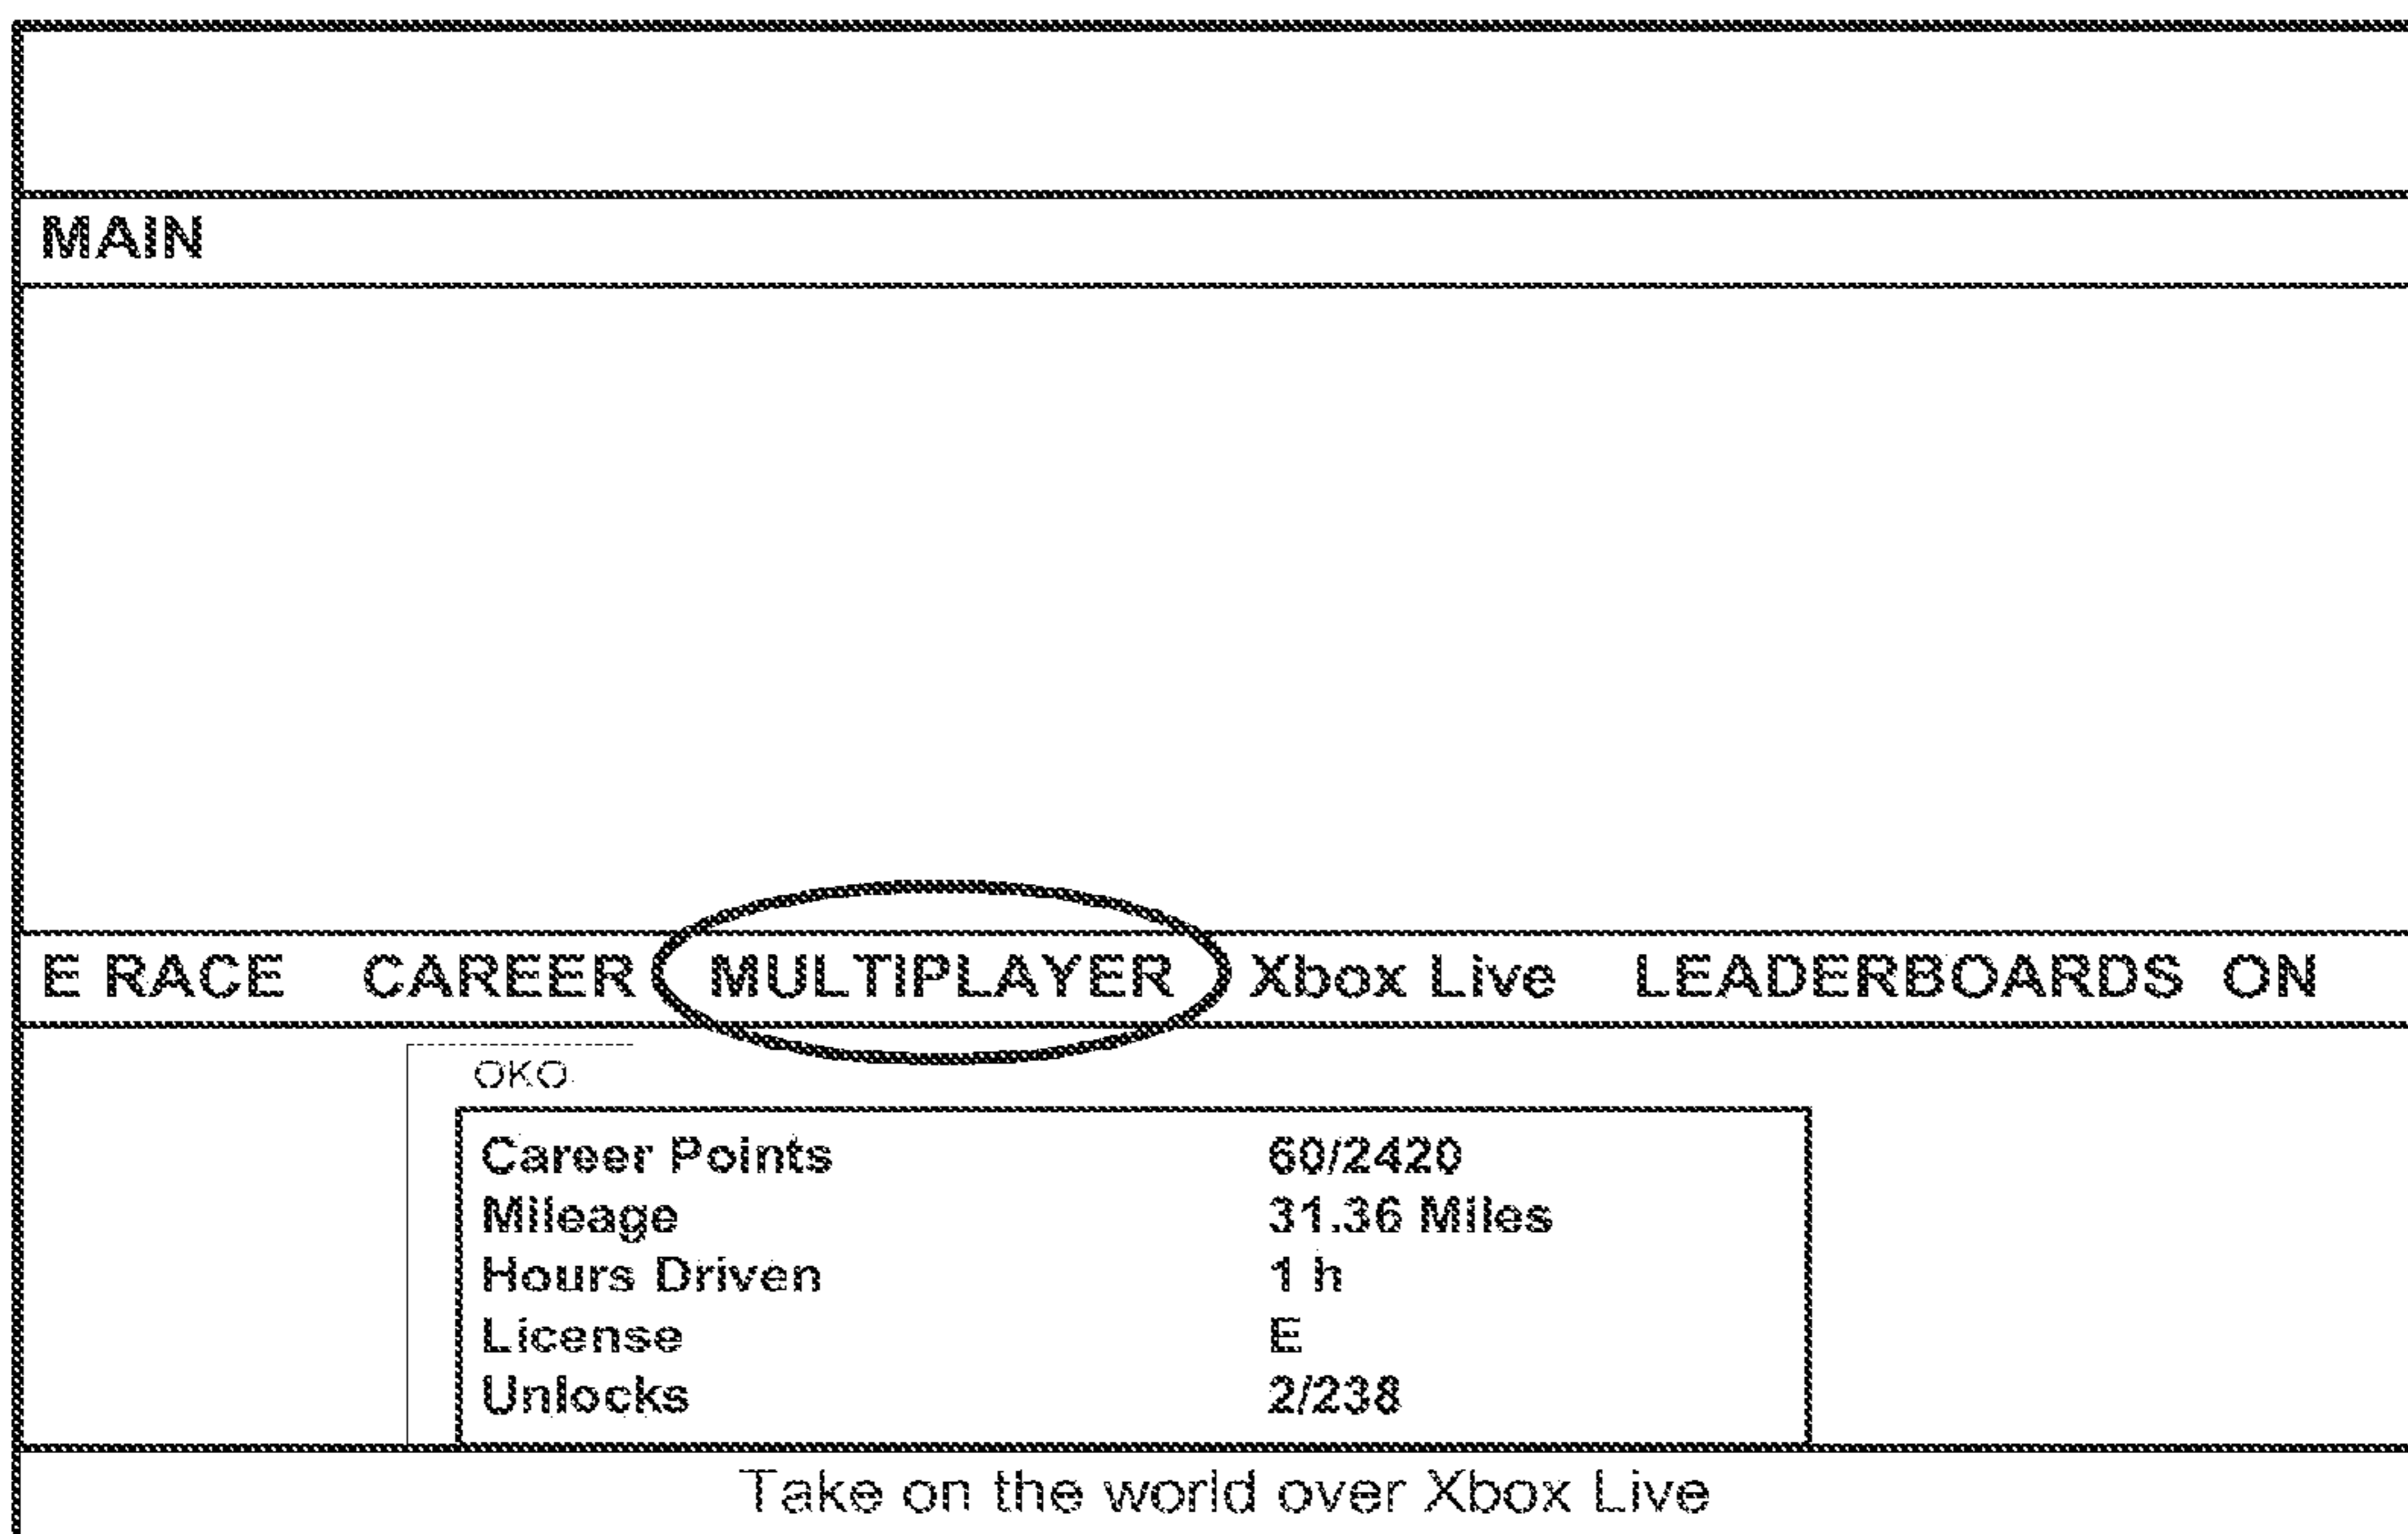 MAIN
E RACE CAREER MULTIPLAYER Xbox Live LEADERBOARDS ON
OKO
Career Points 60/2420
Mileage 31.36 Miles
Hours Driven 1 h
License E
Unlocks 2/238
Take on the world over Xbox Live